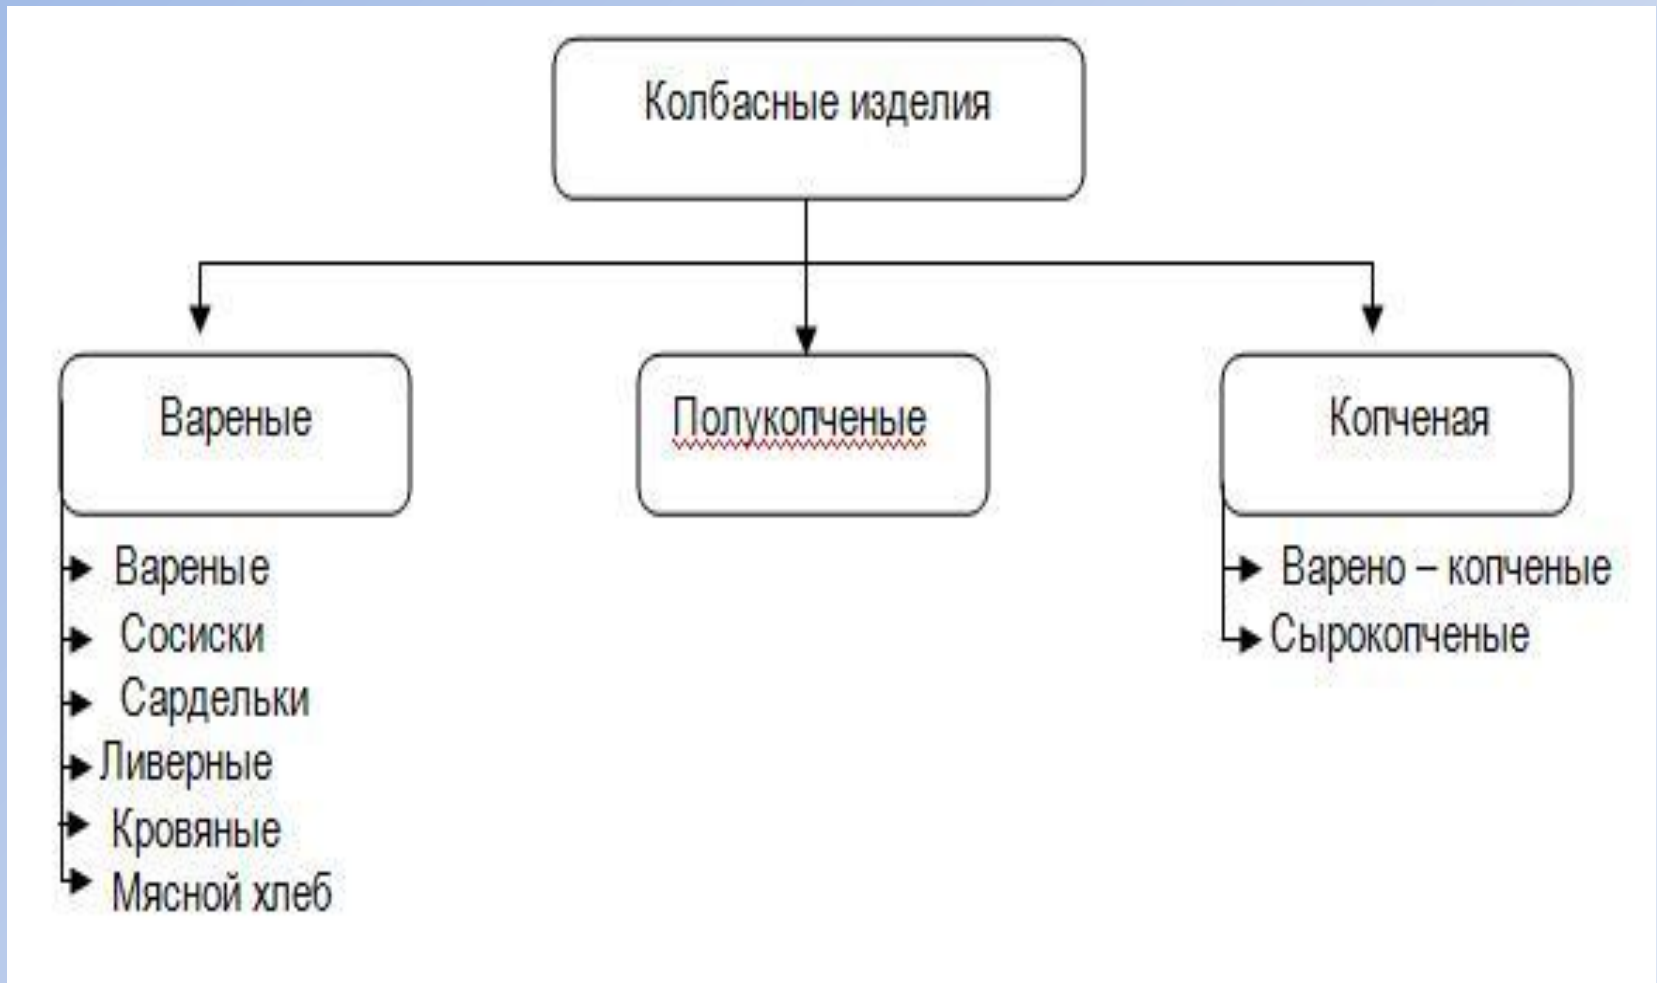 Колбасные изделия
Вареные
Полукопченые
Копченая
Вареные
Сосиски
Сардельки
Ливерные
Кровяные
Мясной хлеб
Варено – копченые
Сырокопченые